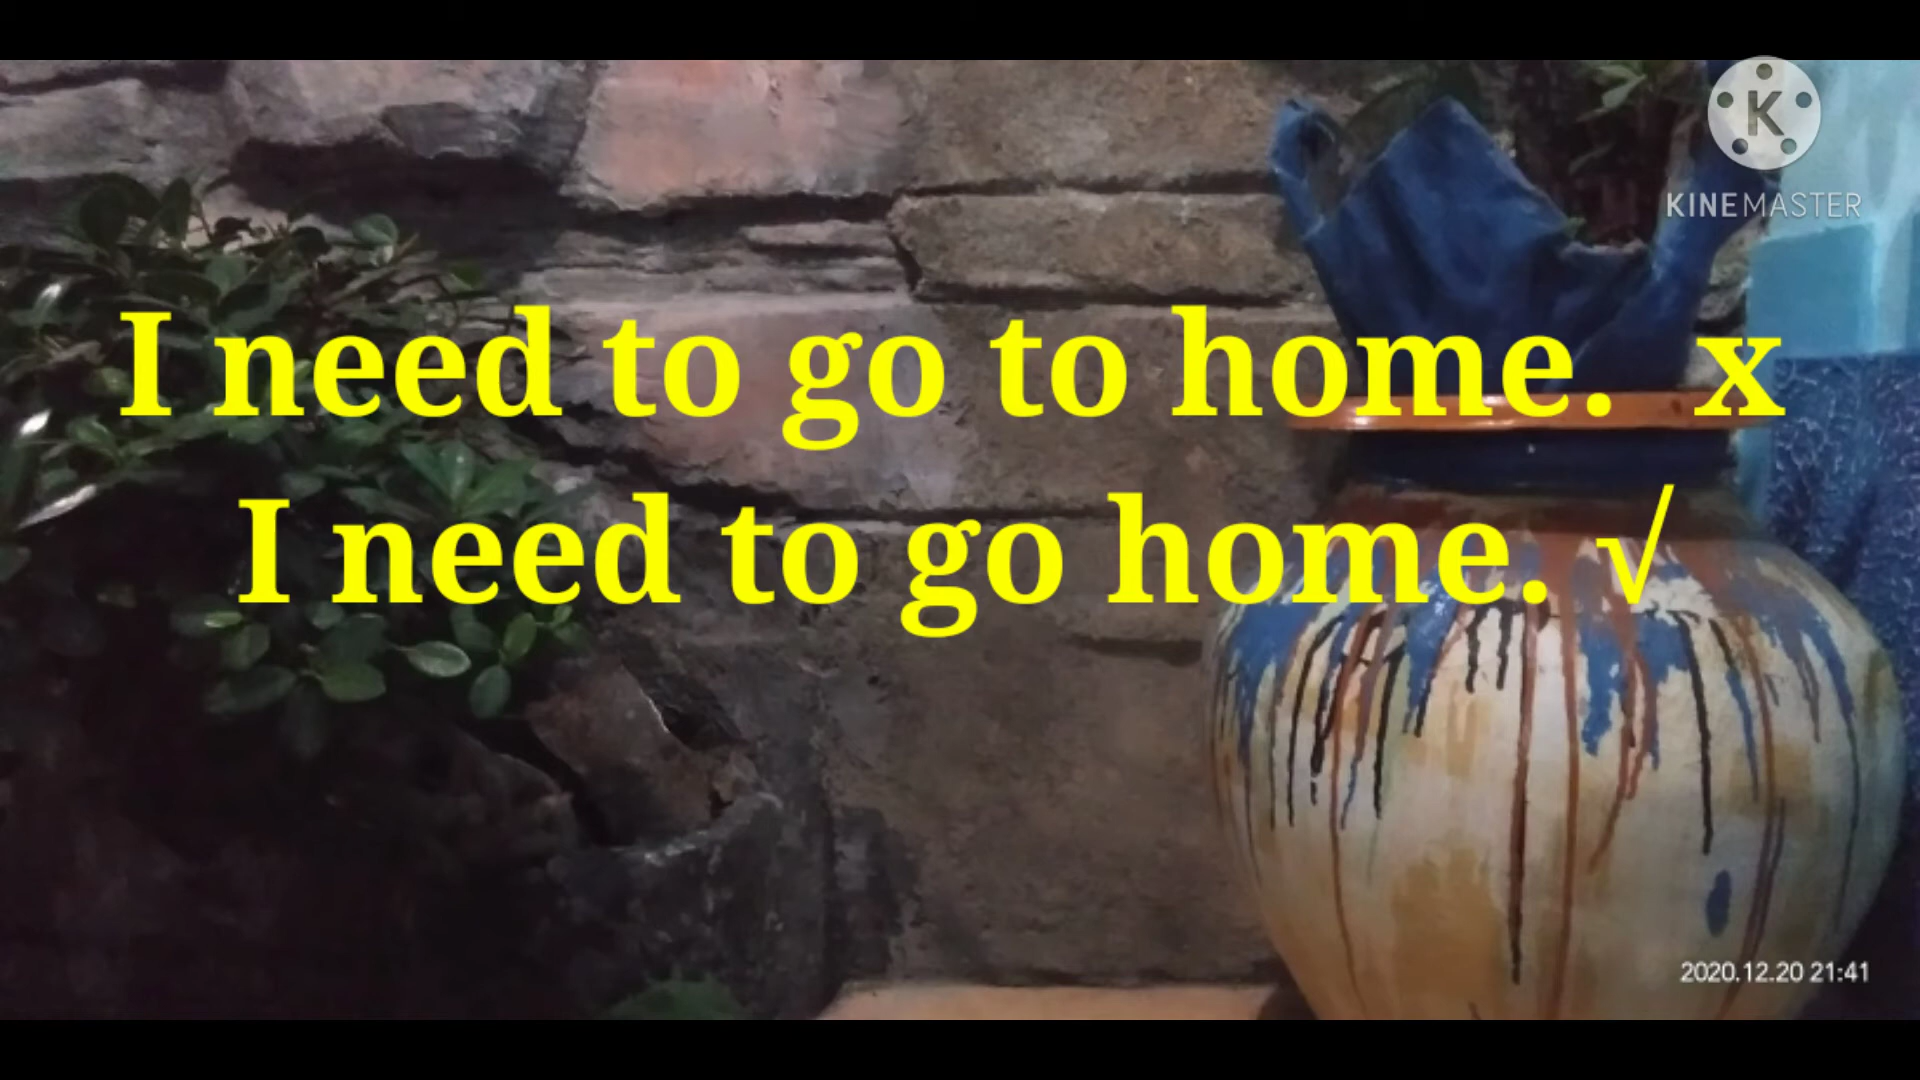 K
KINEMASTER
I need to go to home. x
I need to go home. √
2020.12.20 21:41